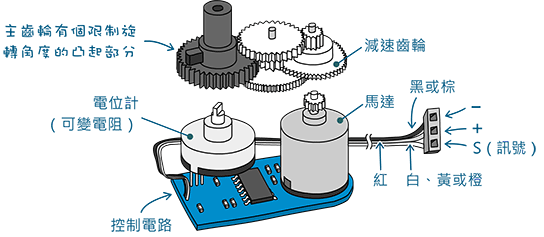 主齒輪有個限制旋
轉角度的凸起部分
減速齒輪
電位計
(可變電阻)
馬達
黑或棕
−
+
S(訊號)
紅
白、黃或橙
控制電路